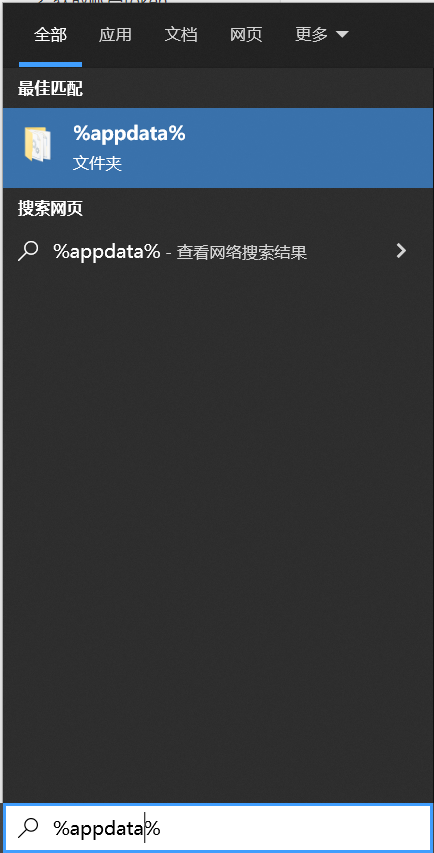 全部 应用 文档 网页 更多
最佳匹配
%appdata%
文件夹
搜索网页
%appdata% - 查看网络搜索结果
%appdata%